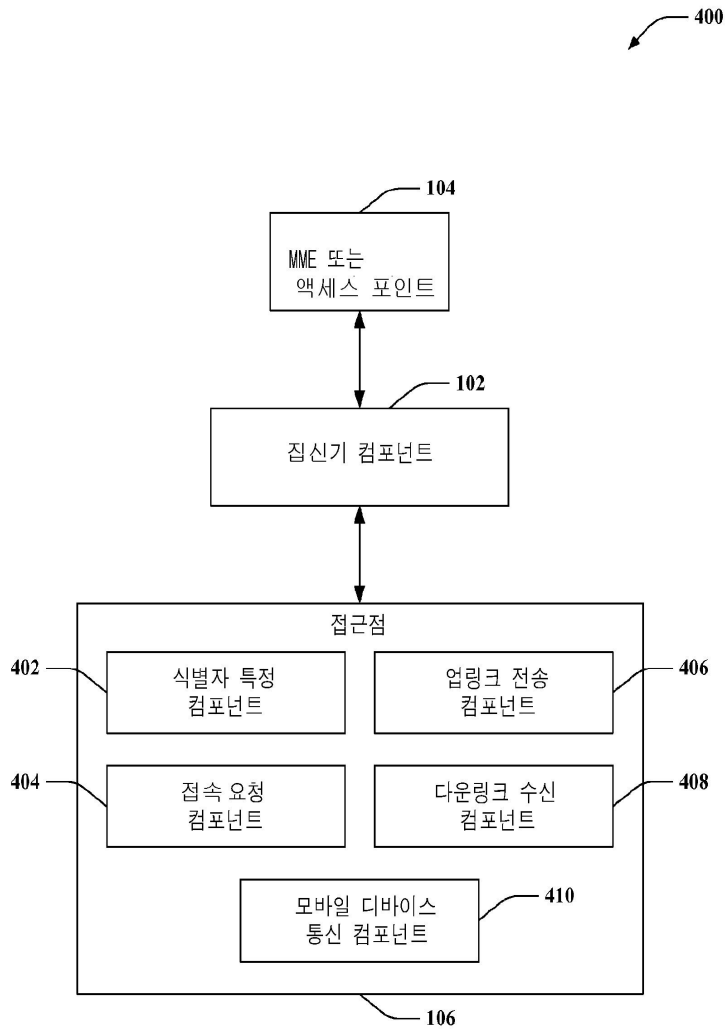 400
104
MME 또는
액세스 포인트
102
집신기 컴포넌트
접근점
402
식별자 특정
컴포넌트
406
업링크 전송
컴포넌트
404
접속 요청
컴포넌트
408
다운링크 수신
컴포넌트
410
모바일 디바이스
통신 컴포넌트
106